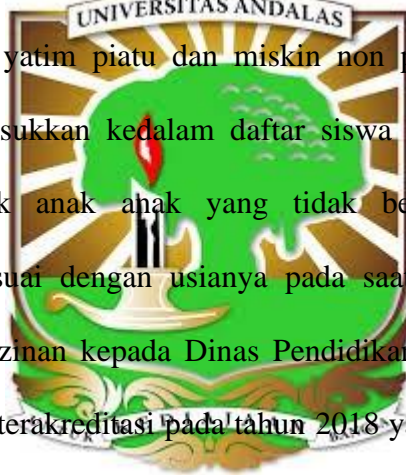 UNIVERSITAS ANDALAS
yatim piatu dan miskin non
sukkan kedalam daftar siswa
k anak anak yang tidak be
suai dengan usianya pada saa
zinan kepada Dinas Pendidikan
terakreditasi pada tahun 2018 y